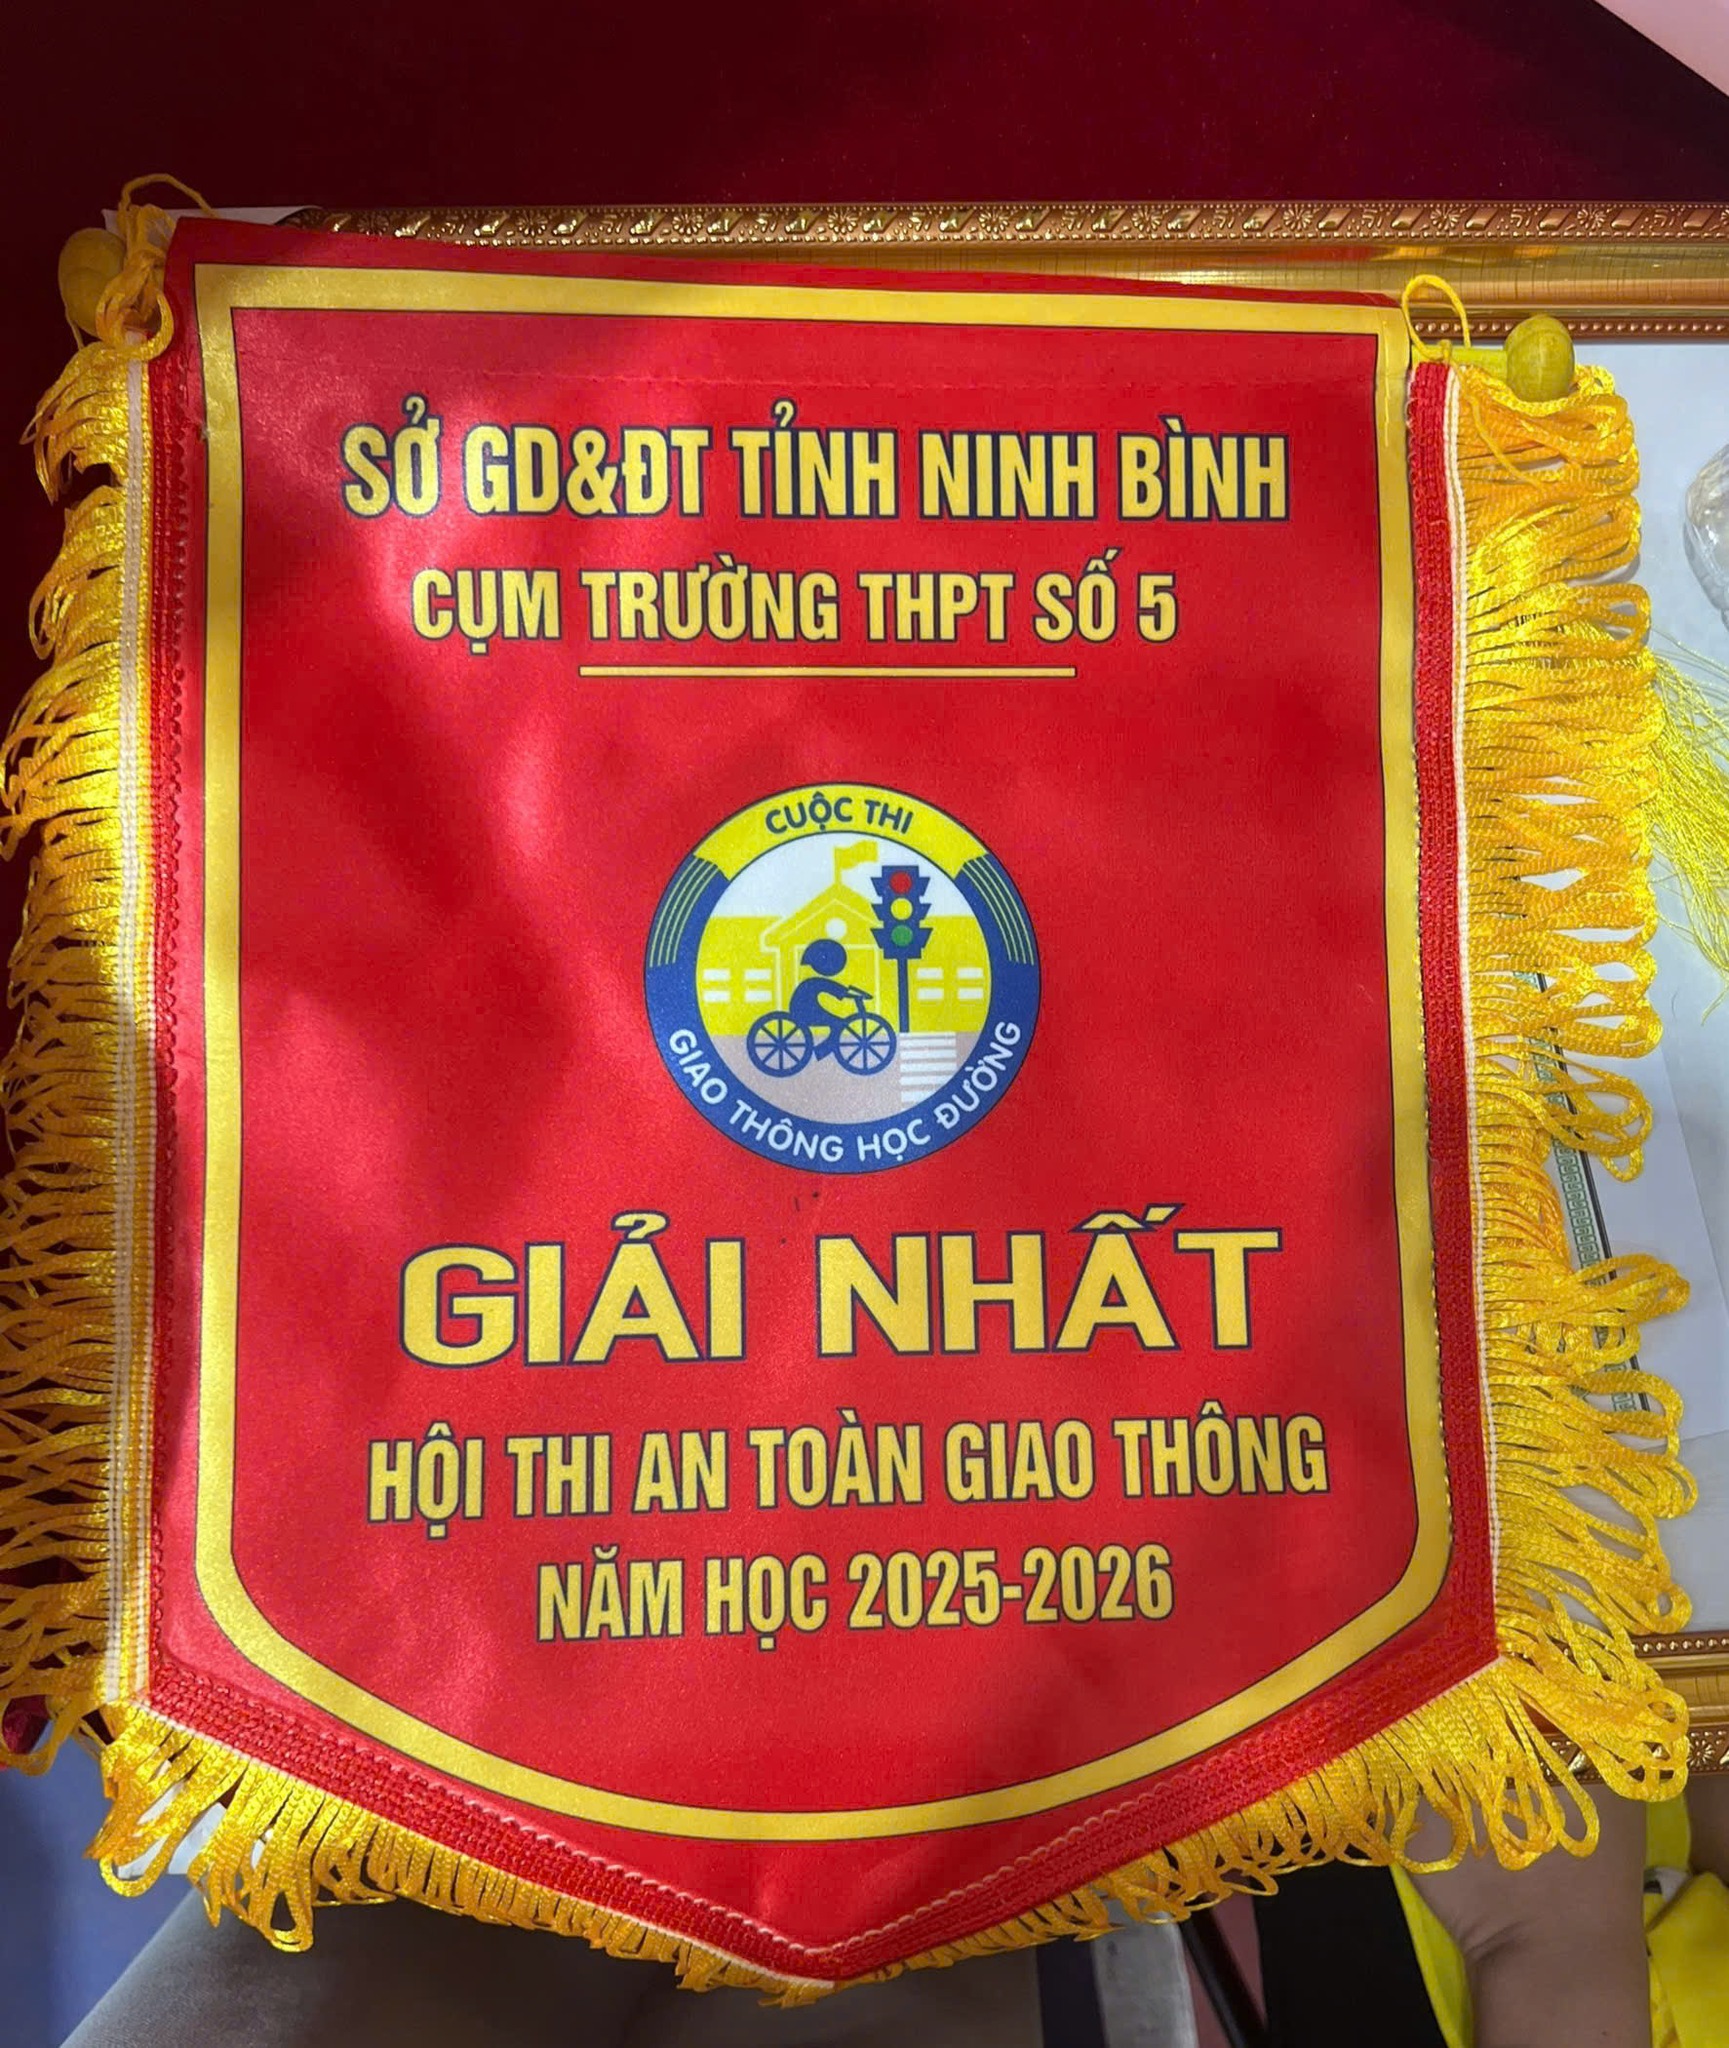 SỞ GD&ĐT TỈNH NINH BÌNH
CỤM TRƯỜNG THPT SỐ 5
CUỘC THI
GIAO THÔNG HỌC ĐƯỜNG
GIẢI NHẤT
HỘI THI AN TOÀN GIAO THÔNG
NĂM HỌC 2025-2026